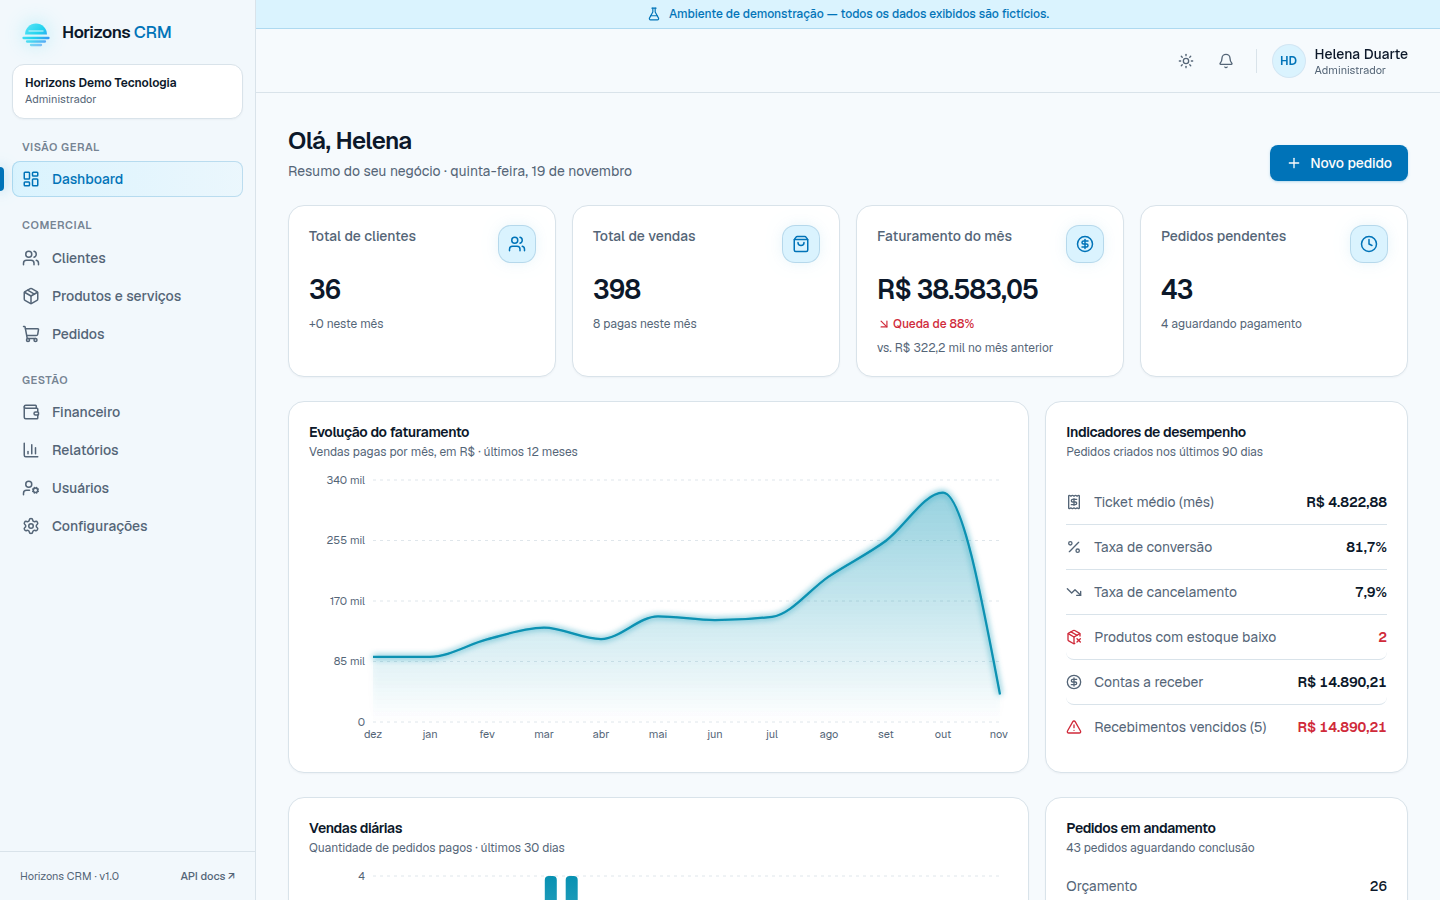 Ambiente de demonstração — todos os dados exibidos são fictícios.
Horizons CRM
Horizons Demo Tecnologia
Administrador
VISÃO GERAL
Dashboard
COMERCIAL
Clientes
Produtos e serviços
Pedidos
GESTÃO
Financeiro
Relatórios
Usuários
Configurações
Horizons CRM · v1.0
API docs
HD
Helena Duarte
Administrador
Olá, Helena
Resumo do seu negócio · quinta-feira, 19 de novembro
Novo pedido
Total de clientes
36
+0 neste mês
Total de vendas
398
8 pagas neste mês
Faturamento do mês
R$ 38.583,05
Queda de 88%
vs. R$ 322,2 mil no mês anterior
Pedidos pendentes
43
4 aguardando pagamento
Evolução do faturamento
Vendas pagas por mês, em R$ · últimos 12 meses
340 mil
255 mil
170 mil
85 mil
0
dez jan fev mar abr mai jun jul ago set out nov
Indicadores de desempenho
Pedidos criados nos últimos 90 dias
Ticket médio (mês) R$ 4.822,88
Taxa de conversão 81,7%
Taxa de cancelamento 7,9%
Produtos com estoque baixo 2
Contas a receber R$ 14.890,21
Recebimentos vencidos (5) R$ 14.890,21
Vendas diárias
Quantidade de pedidos pagos · últimos 30 dias
4
Pedidos em andamento
43 pedidos aguardando conclusão
Orçamento 26